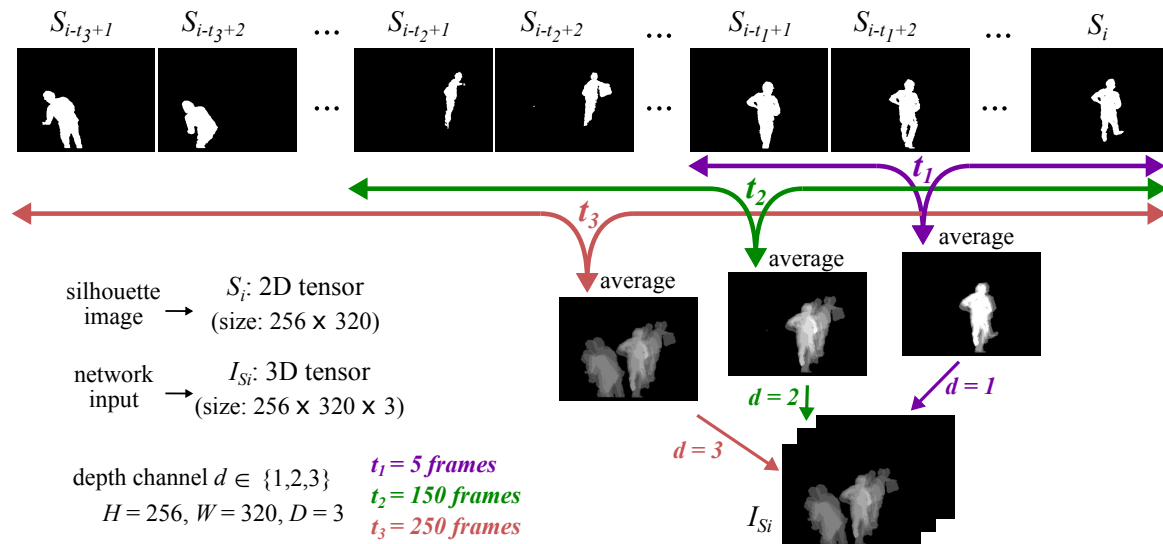 S_{i-t_3+1} S_{i-t_3+2} ... S_{i-t_2+1} S_{i-t_2+2} ... S_{i-t_1+1} S_{i-t_1+2} ... S_i
... ... ...
t_1
t_2
t_3
average
average
average
silhouette image → S_i: 2D tensor
(size: 256 x 320)
network input → I_{Si}: 3D tensor
(size: 256 x 320 x 3)
d = 1
d = 2
d = 3
depth channel d ∈ {1,2,3}
H = 256, W = 320, D = 3
t_1 = 5 frames
t_2 = 150 frames
t_3 = 250 frames
I_{Si}